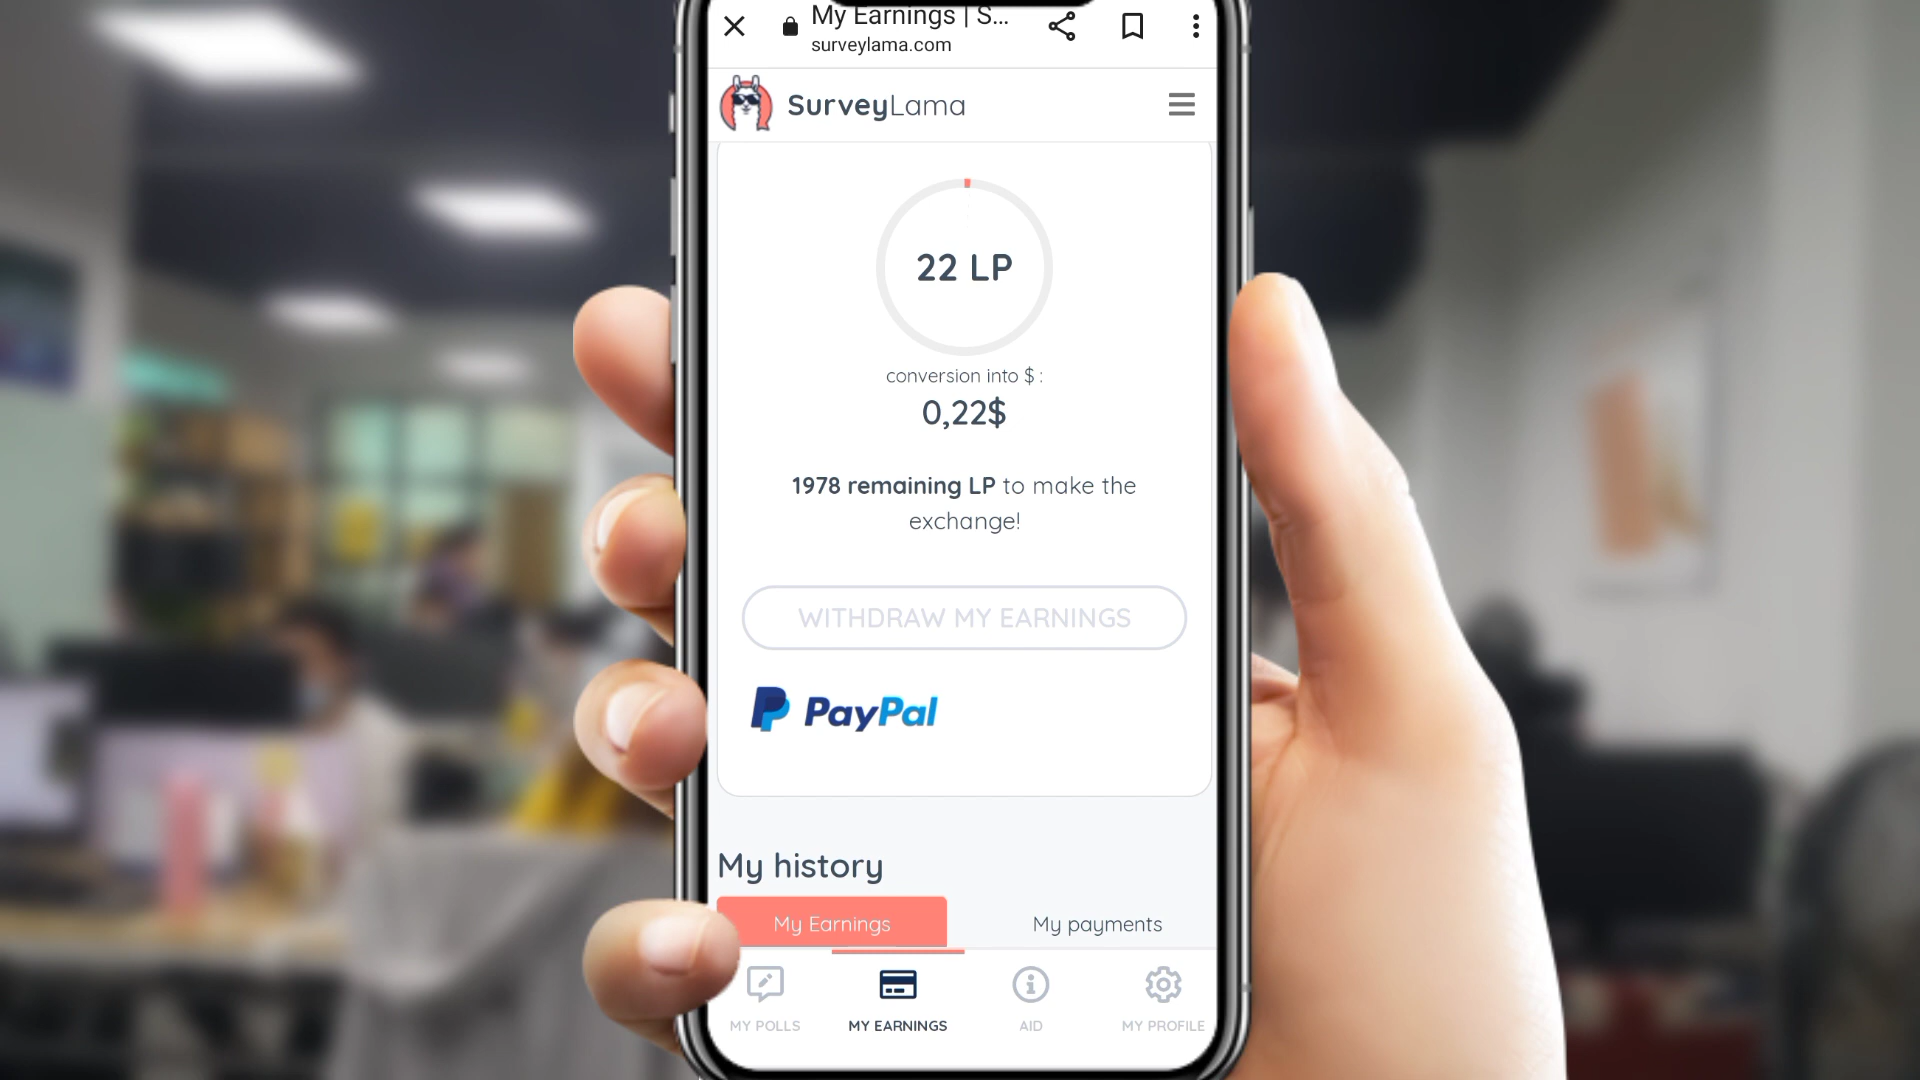 My Earnings | S...
surveylama.com
SurveyLama
22 LP
conversion into $ :
0,22$
1978 remaining LP to make the
exchange!
WITHDRAW MY EARNINGS
PayPal
My history
My Earnings
My payments
MY POLLS
MY EARNINGS
AID
MY PROFILE